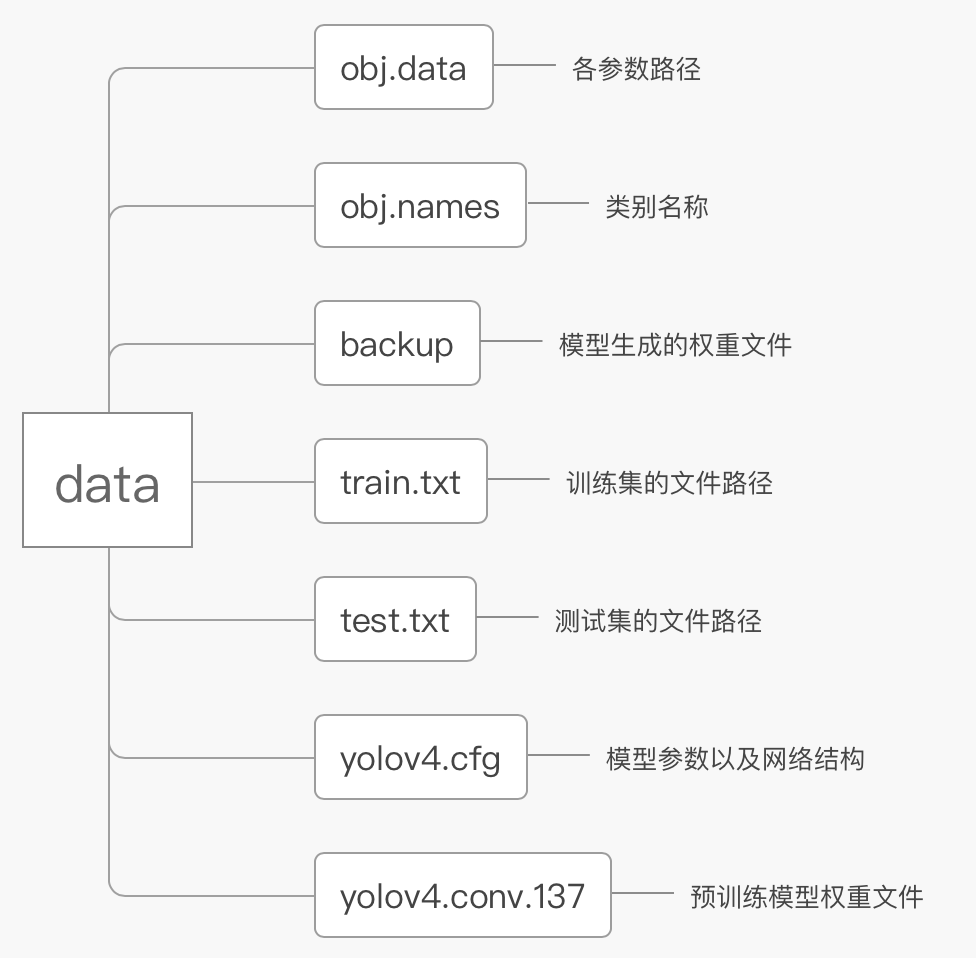 obj.data
各参数路径
obj.names
类别名称
backup
模型生成的权重文件
data
train.txt
训练集的文件路径
test.txt
测试集的文件路径
yolov4.cfg
模型参数以及网络结构
yolov4.conv.137
预训练模型权重文件